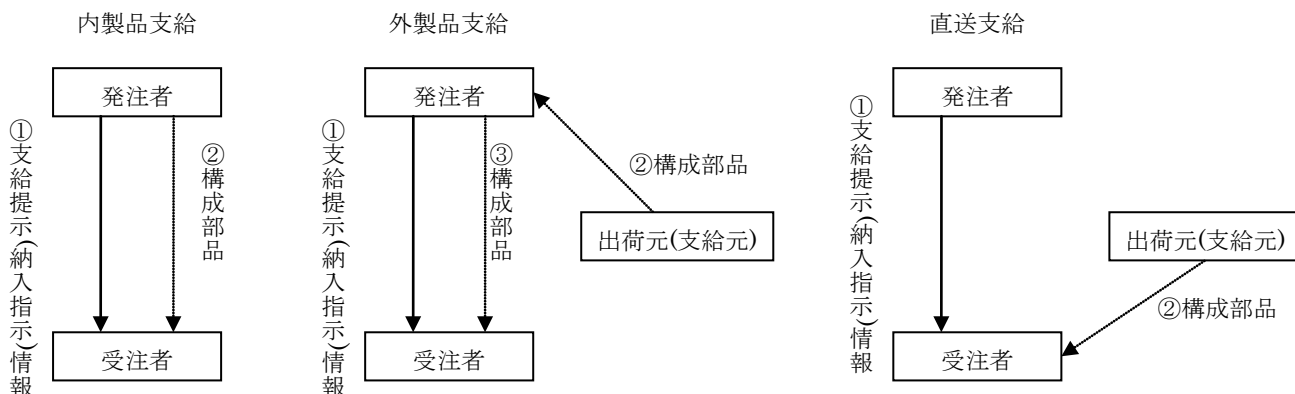 内製品支給
発注者
①支給提示(納入指示)情報
②構成部品
受注者
外製品支給
発注者
①支給提示(納入指示)情報
③構成部品
②構成部品
出荷元(支給元)
受注者
直送支給
発注者
①支給提示(納入指示)情報
出荷元(支給元)
②構成部品
受注者